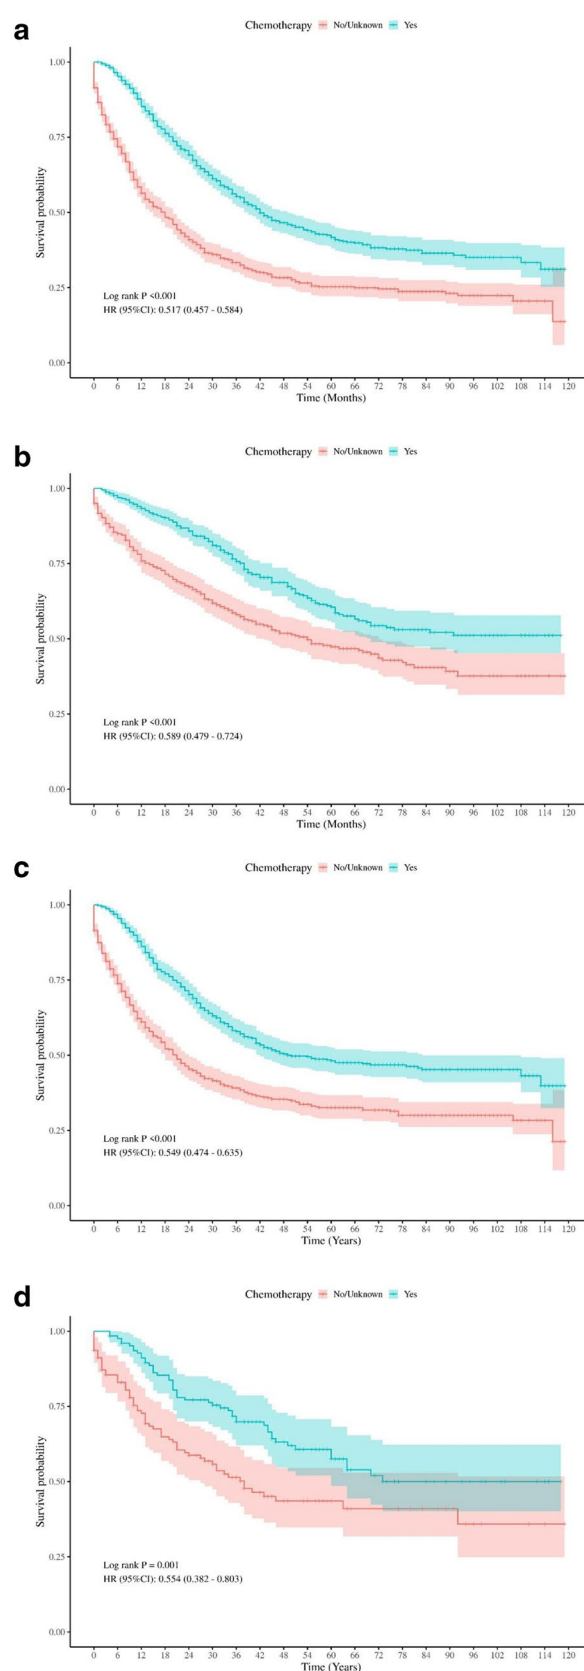 a
Chemotherapy No/Unknown Yes
1.00
0.75
0.50
0.25
0.00
Survival probability
Log rank P <0.001
HR (95%CI): 0.517 (0.457 - 0.584)
0 6 12 18 24 30 36 42 48 54 60 66 72 78 84 90 96 102 108 114 120
Time (Months)
b
Chemotherapy No/Unknown Yes
1.00
0.75
0.50
0.25
0.00
Survival probability
Log rank P <0.001
HR (95%CI): 0.589 (0.479 - 0.724)
0 6 12 18 24 30 36 42 48 54 60 66 72 78 84 90 96 102 108 114 120
Time (Months)
c
Chemotherapy No/Unknown Yes
1.00
0.75
0.50
0.25
0.00
Survival probability
Log rank P <0.001
HR (95%CI): 0.549 (0.474 - 0.635)
0 6 12 18 24 30 36 42 48 54 60 66 72 78 84 90 96 102 108 114 120
Time (Years)
d
Chemotherapy No/Unknown Yes
1.00
0.75
0.50
0.25
0.00
Survival probability
Log rank P = 0.001
HR (95%CI): 0.554 (0.382 - 0.803)
0 6 12 18 24 30 36 42 48 54 60 66 72 78 84 90 96 102 108 114 120
Time (Years)